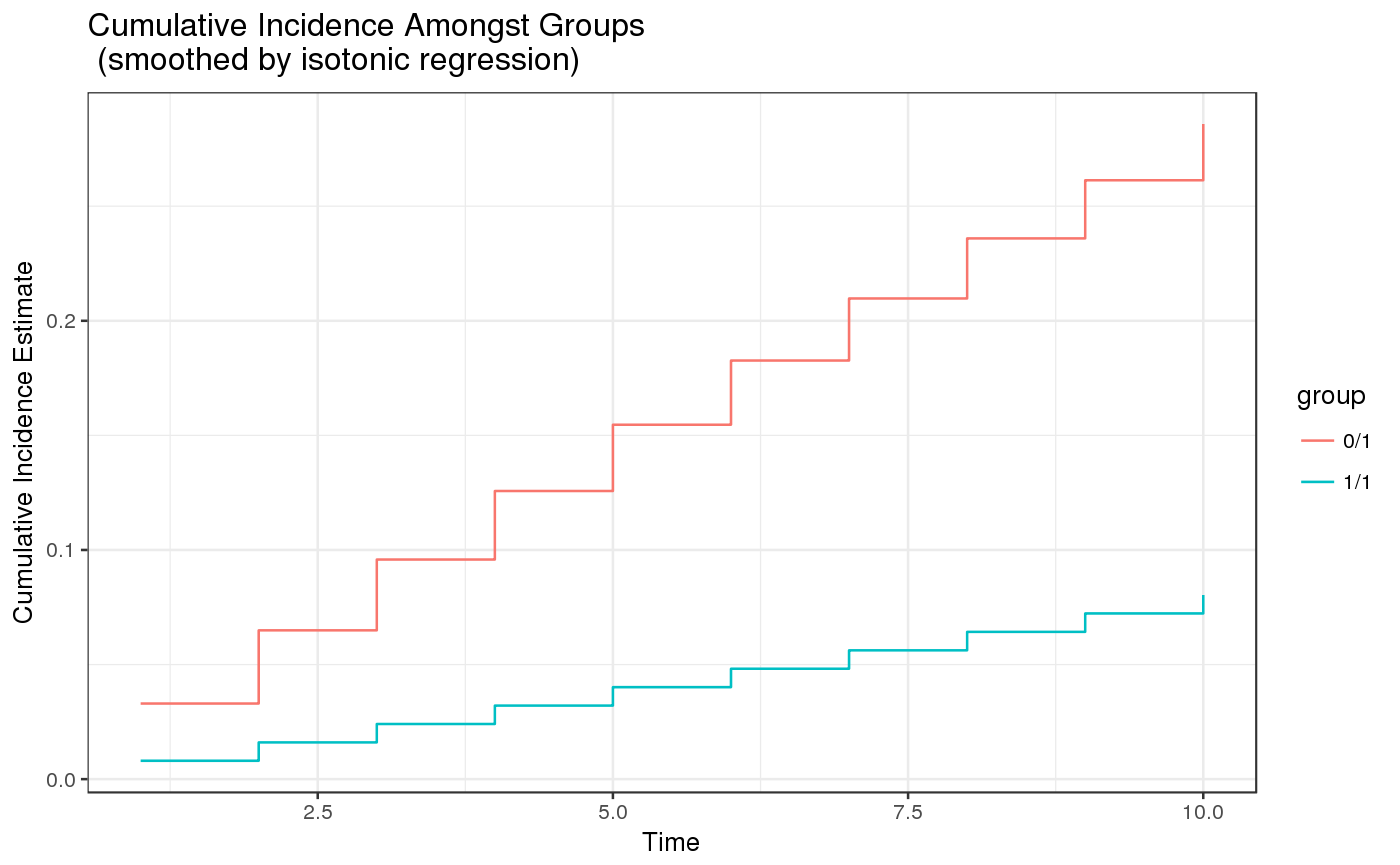 Cumulative Incidence Amongst Groups
(smoothed by isotonic regression)
Cumulative Incidence Estimate
0.2
0.1
0.0
2.5 5.0 7.5 10.0
Time
group
0/1
1/1